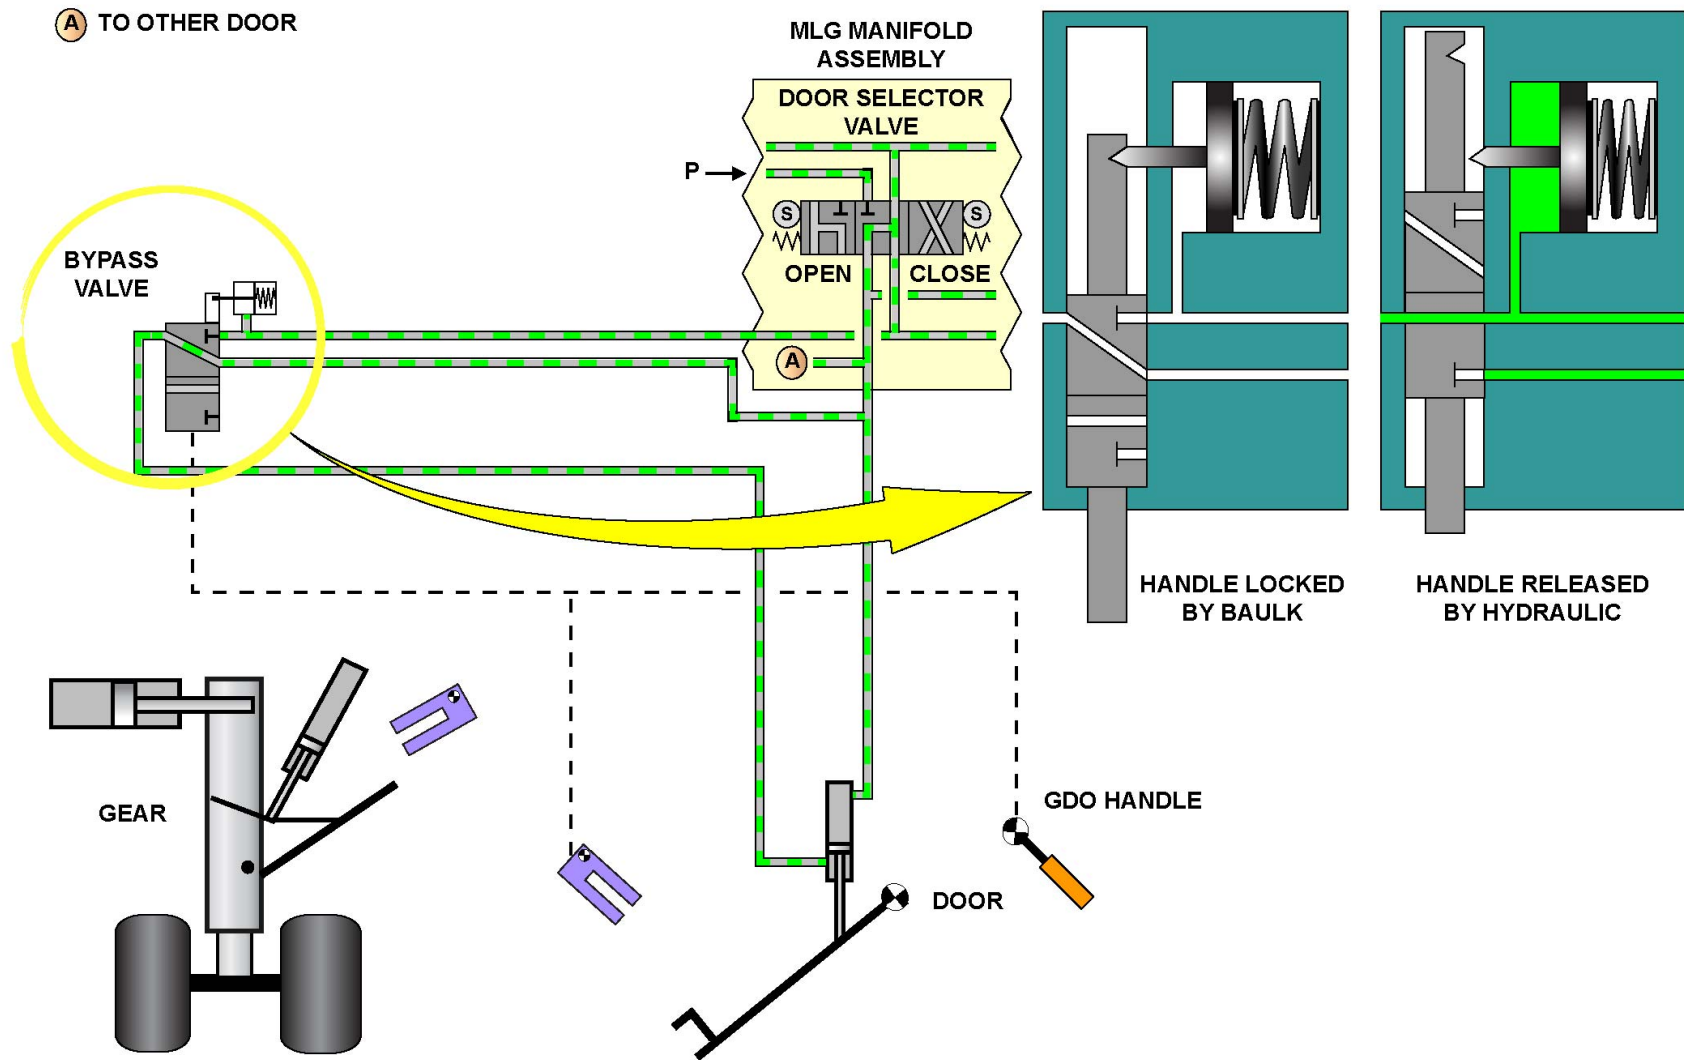 A TO OTHER DOOR
MLG MANIFOLD
ASSEMBLY
DOOR SELECTOR
VALVE
P
S
S
OPEN
CLOSE
BYPASS
VALVE
A
HANDLE LOCKED
BY BAULK
HANDLE RELEASED
BY HYDRAULIC
GEAR
GDO HANDLE
DOOR